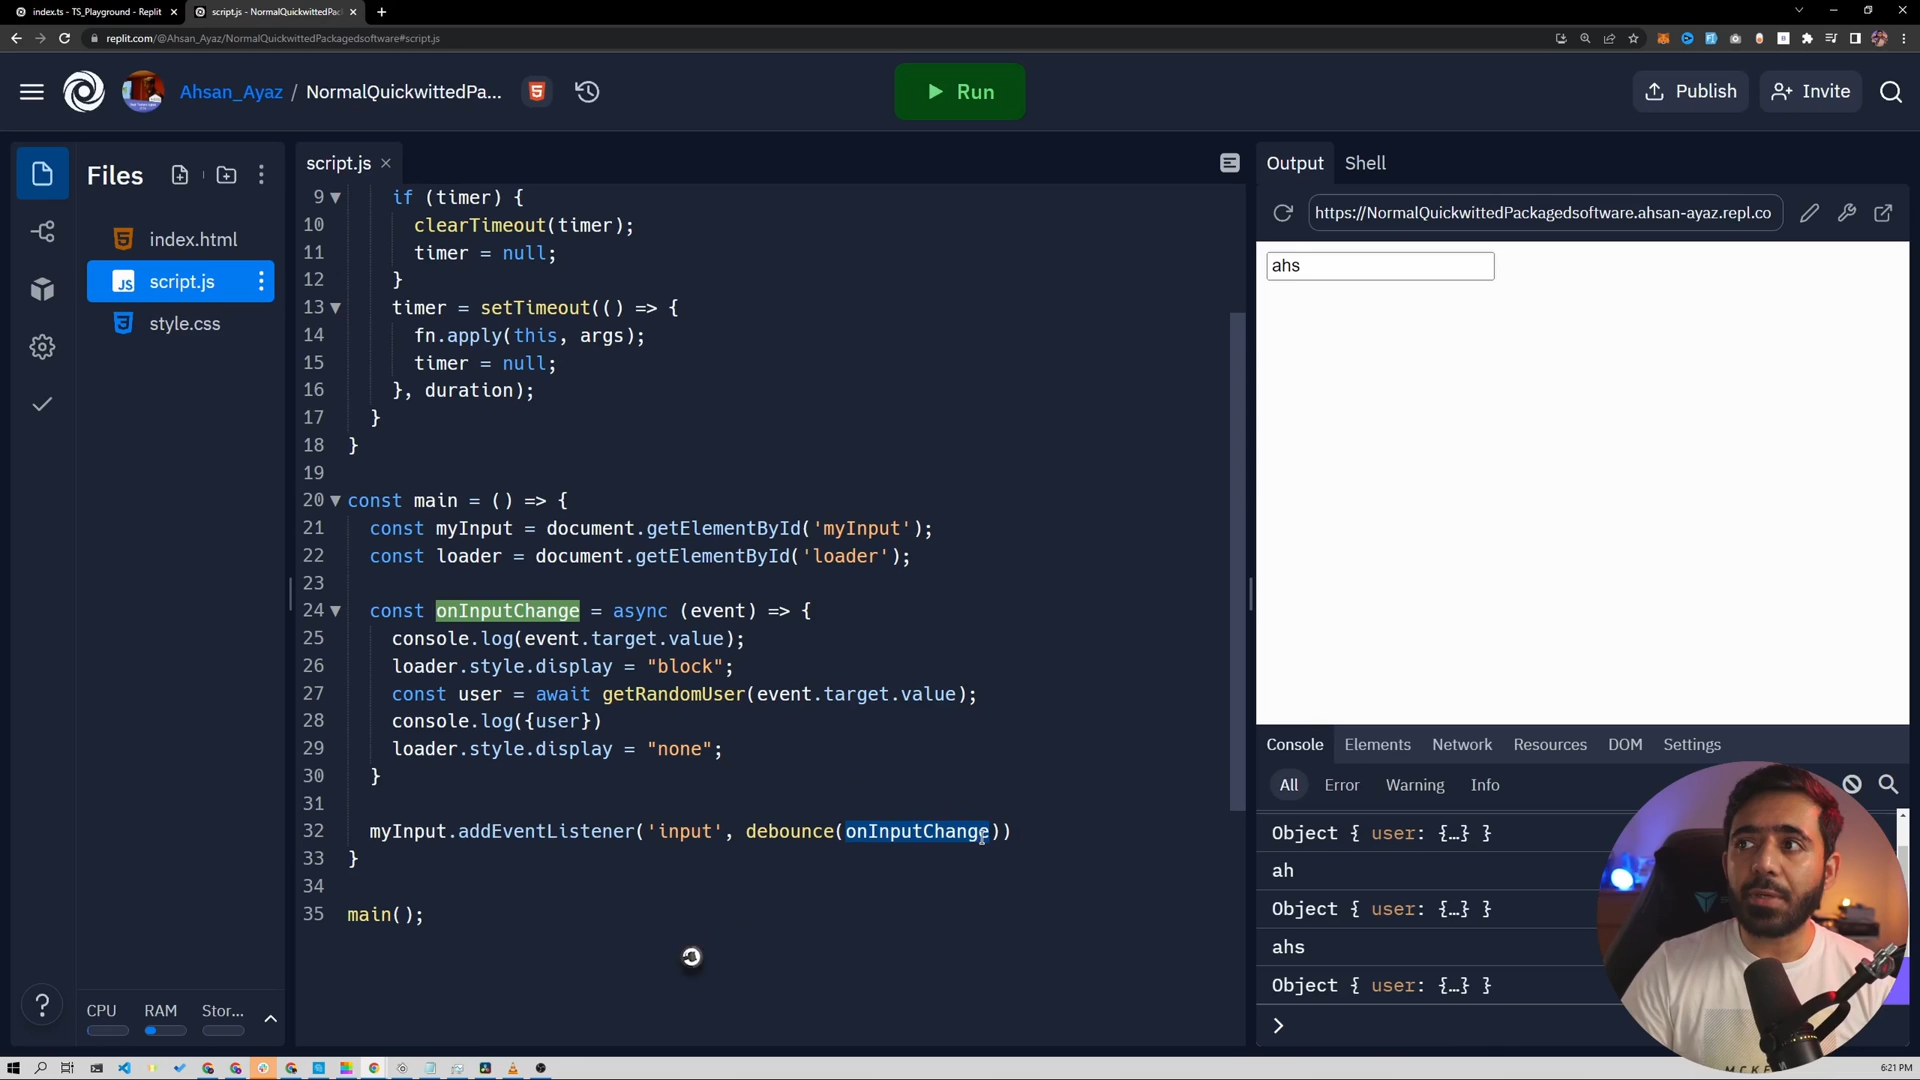 index.ts - TS_Playground - Replit
script.js - NormalQuickwittedPac
replit.com/@Ahsan_Ayaz/NormalQuickwittedPackagedsoftware#script.js
Ahsan_Ayaz / NormalQuickwittedPa...
Run
Publish
Invite
Files
index.html
script.js
style.css
CPU RAM Stor...
script.js
9 if (timer) {
10 clearTimeout(timer);
11 timer = null;
12 }
13 timer = setTimeout(() => {
14 fn.apply(this, args);
15 timer = null;
16 }, duration);
17 }
18 }
19
20 const main = () => {
21 const myInput = document.getElementById('myInput');
22 const loader = document.getElementById('loader');
23
24 const onInputChange = async (event) => {
25 console.log(event.target.value);
26 loader.style.display = "block";
27 const user = await getRandomUser(event.target.value);
28 console.log({user})
29 loader.style.display = "none";
30 }
31
32 myInput.addEventListener('input', debounce(onInputChange))
33 }
34
35 main();
Output Shell
https://NormalQuickwittedPackagedsoftware.ahsan-ayaz.repl.co
ahs
Console Elements Network Resources DOM Settings
All Error Warning Info
Object { user: {…} }
ah
Object { user: {…} }
ahs
Object { user: {…} }
6:21 PM